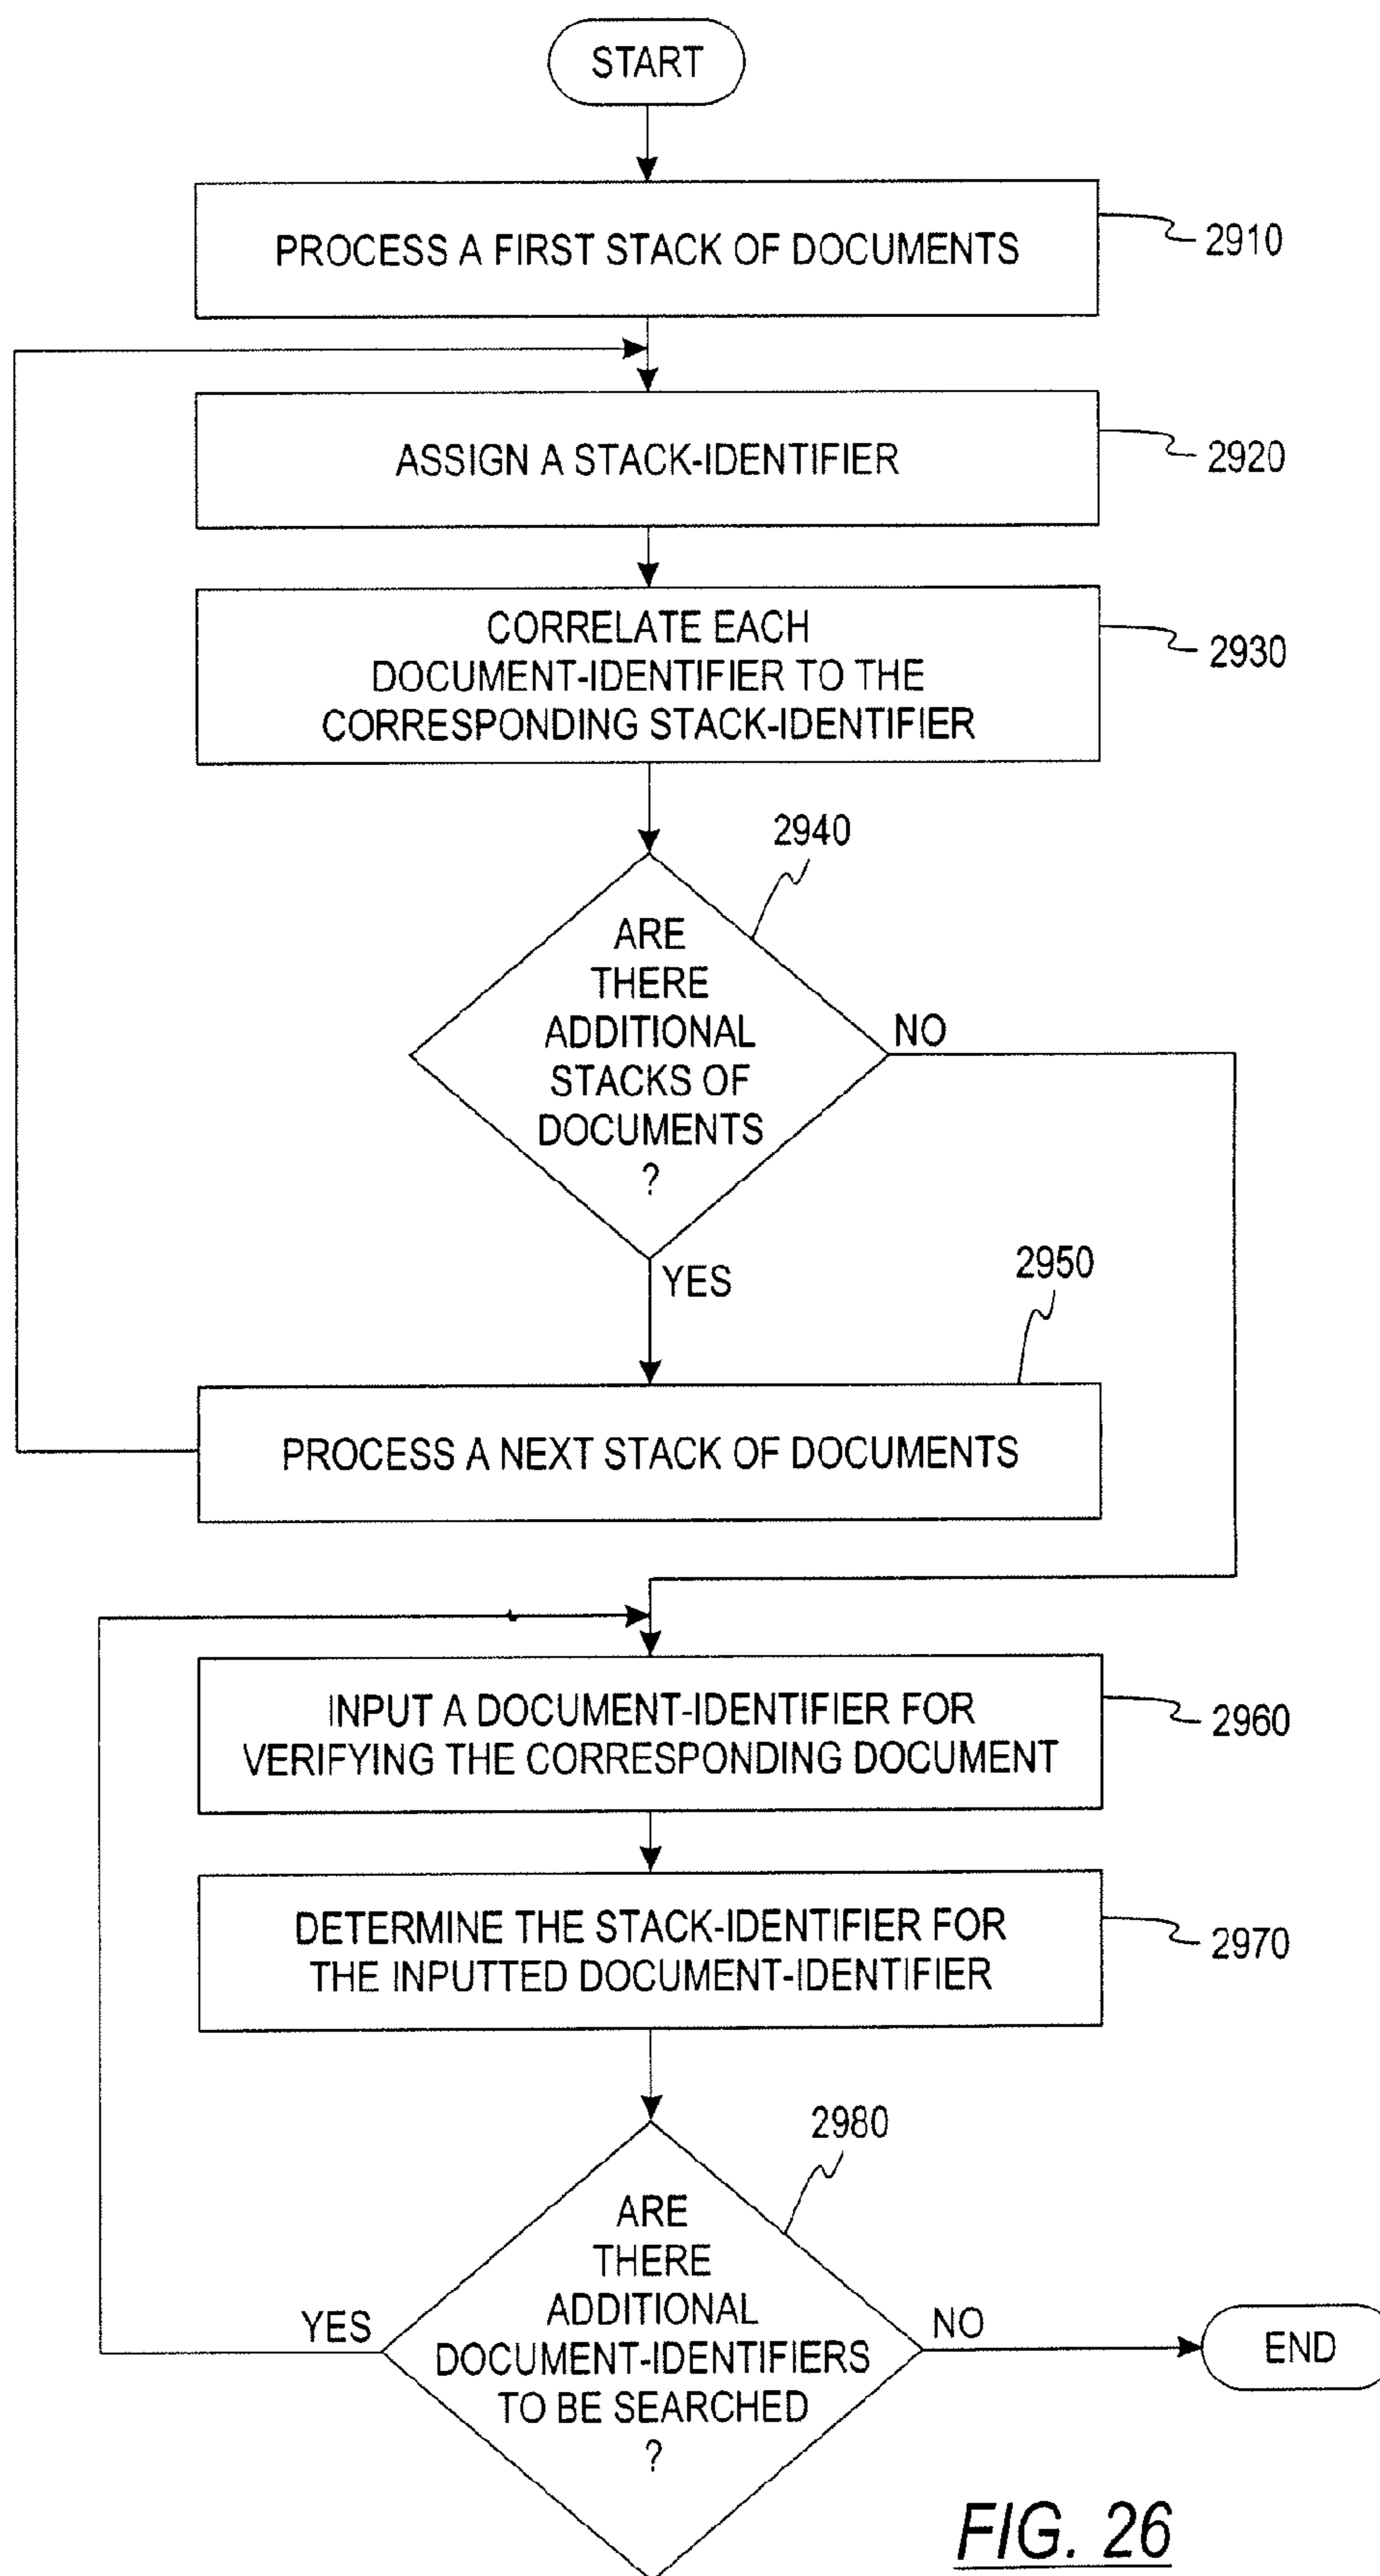 START
PROCESS A FIRST STACK OF DOCUMENTS
2910
ASSIGN A STACK-IDENTIFIER
2920
CORRELATE EACH
DOCUMENT-IDENTIFIER TO THE
CORRESPONDING STACK-IDENTIFIER
2930
2940
ARE
THERE
ADDITIONAL
STACKS OF
DOCUMENTS
?
NO
YES
2950
PROCESS A NEXT STACK OF DOCUMENTS
INPUT A DOCUMENT-IDENTIFIER FOR
VERIFYING THE CORRESPONDING DOCUMENT
2960
DETERMINE THE STACK-IDENTIFIER FOR
THE INPUTTED DOCUMENT-IDENTIFIER
2970
2980
ARE
THERE
ADDITIONAL
DOCUMENT-IDENTIFIERS
TO BE SEARCHED
?
YES
NO
END
FIG. 26